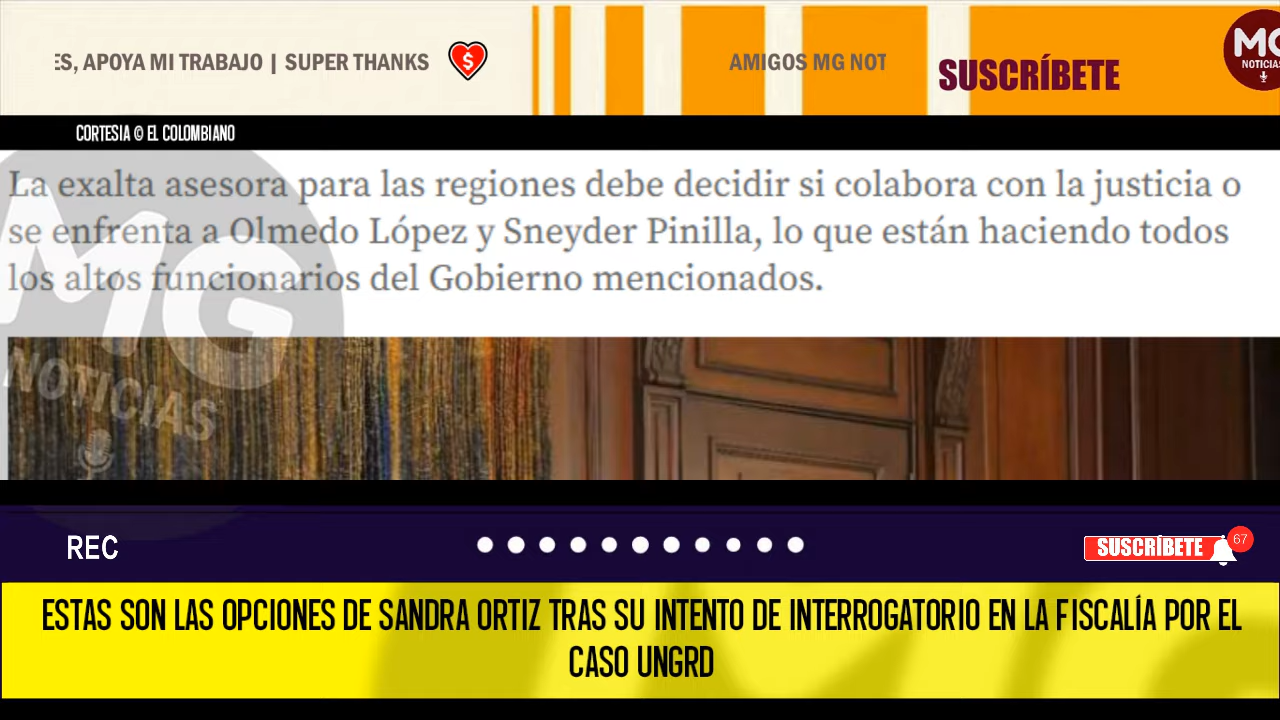 ES, APOYA MI TRABAJO | SUPER THANKS
$
AMIGOS MG NOT
SUSCRÍBETE
MG
NOTICIAS
CORTESIA © EL COLOMBIANO
La exalta asesora para las regiones debe decidir si colabora con la justicia o
se enfrenta a Olmedo López y Sneyder Pinilla, lo que están haciendo todos
los altos funcionarios del Gobierno mencionados.
MG
NOTICIAS
REC
SUSCRÍBETE
67
ESTAS SON LAS OPCIONES DE SANDRA ORTIZ TRAS SU INTENTO DE INTERROGATORIO EN LA FISCALÍA POR EL
CASO UNGRD